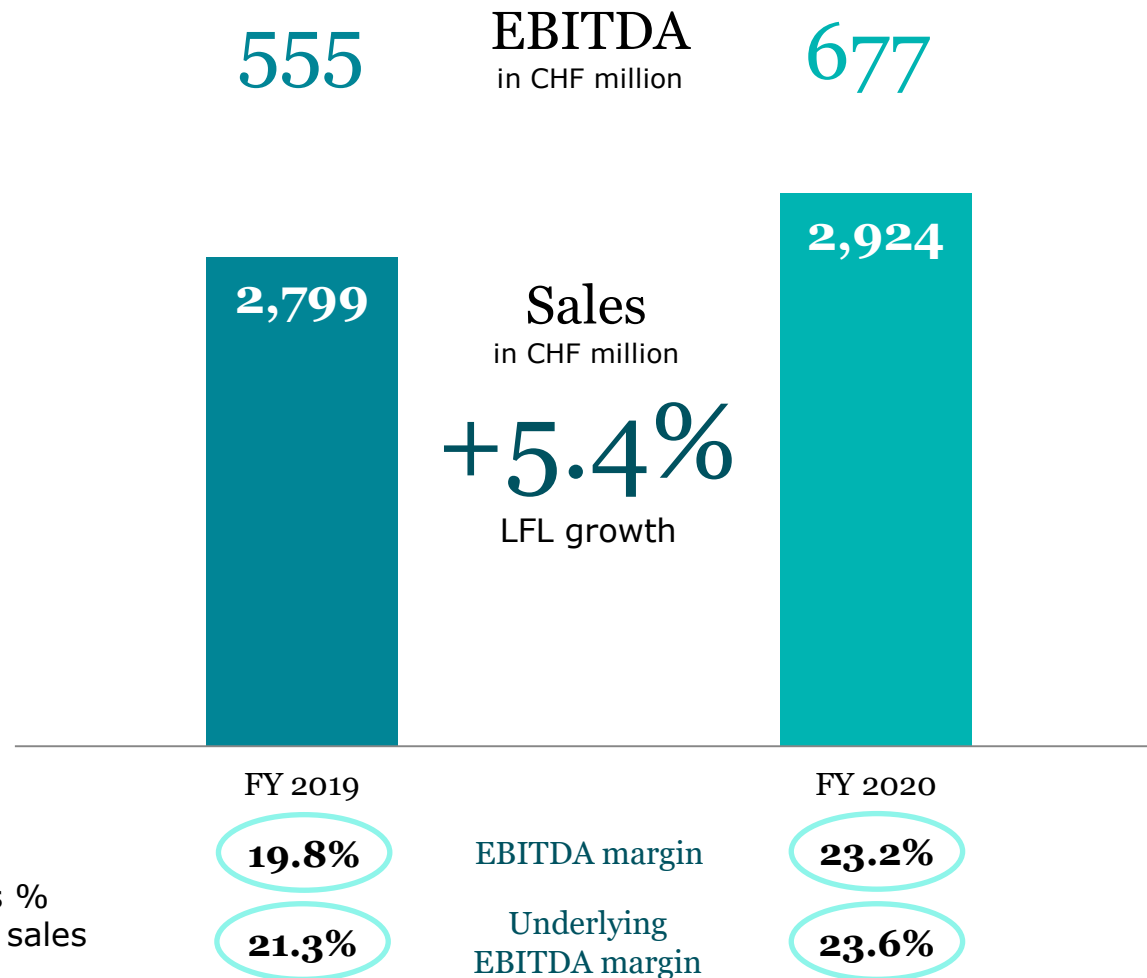 555
EBITDA
in CHF million
677
2,799
Sales
in CHF million
+5.4%
LFL growth
2,924
FY 2019
FY 2020
19.8%
EBITDA margin
23.2%
%
sales
21.3%
Underlying
EBITDA margin
23.6%